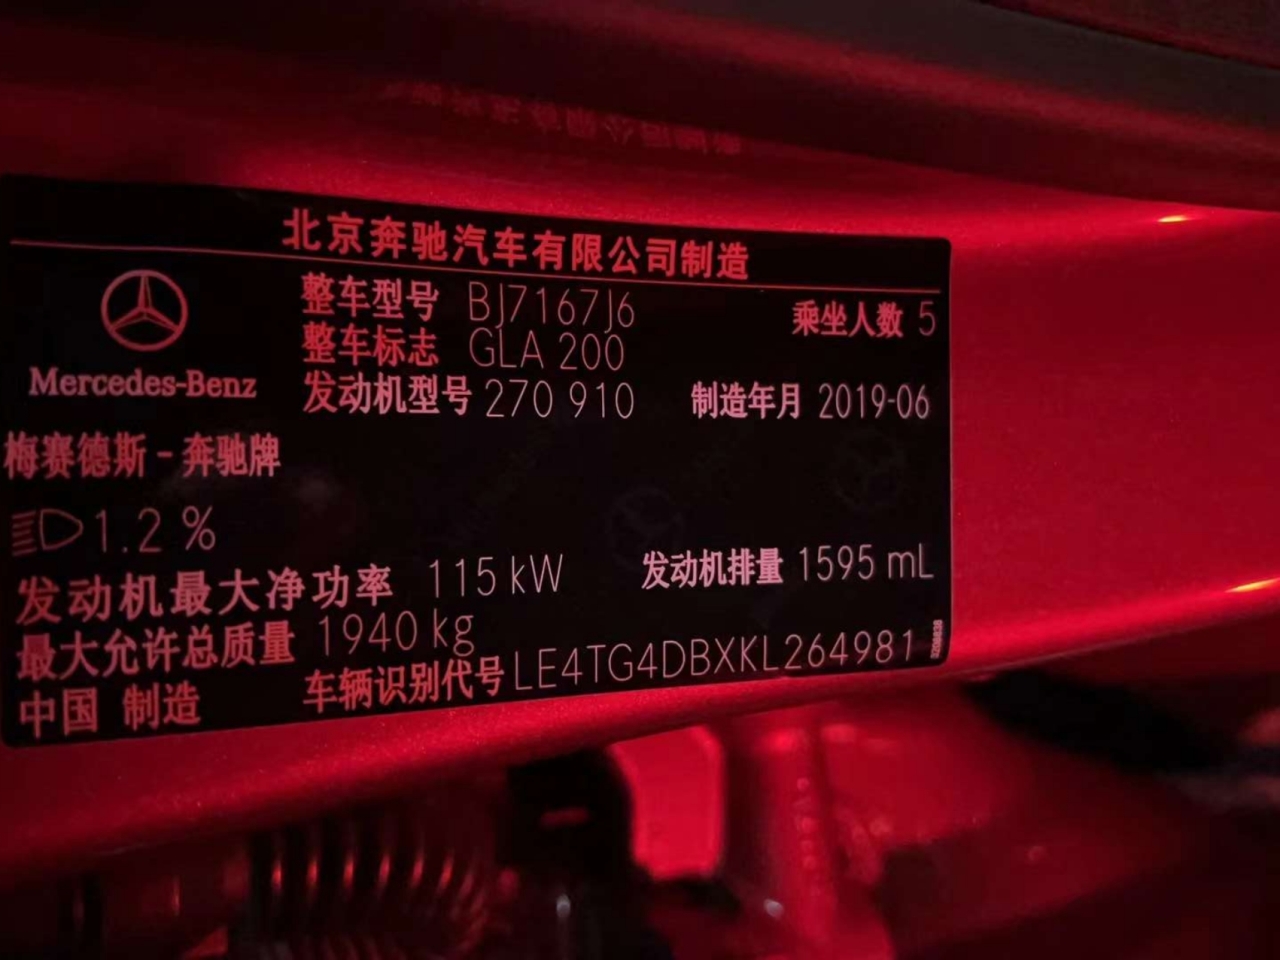 北京奔驰汽车有限公司制造
整车型号 BJ7167J6 乘坐人数 5
整车标志 GLA 200
Mercedes-Benz
发动机型号 270 910 制造年月 2019-06
梅赛德斯-奔驰牌
1.2 %
发动机最大净功率 115 kW 发动机排量 1595 mL
最大允许总质量 1940 kg
中国 制造 车辆识别代号 LE4TG4DBXKL264981